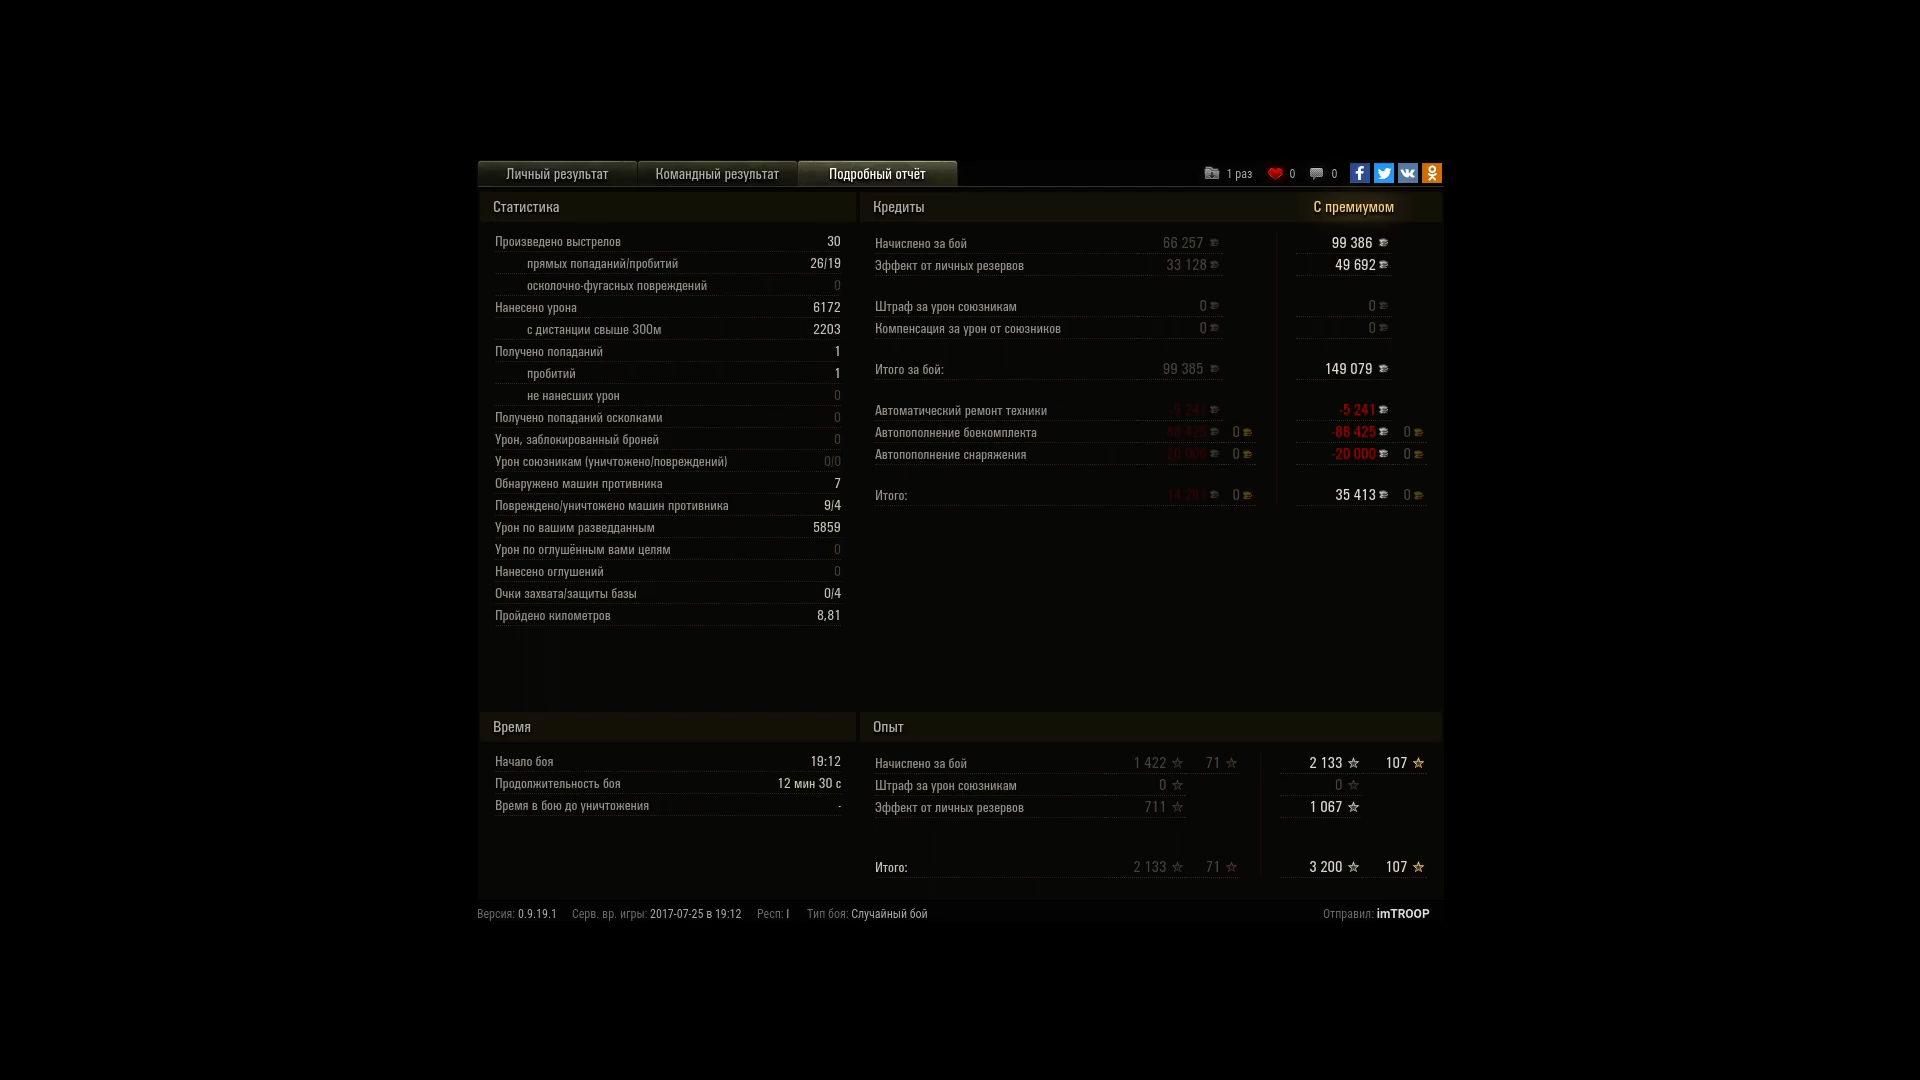 Личный результат Командный результат Подробный отчёт 1 раз 0 0
Статистика
Произведено выстрелов 30
прямых попаданий/пробитий 26/19
осколочно-фугасных повреждений 0
Нанесено урона 6172
с дистанции свыше 300м 2203
Получено попаданий 1
пробитий 1
не нанесших урон 0
Получено попаданий осколками 0
Урон, заблокированный броней 0
Урон союзникам (уничтожено/повреждений) 0/0
Обнаружено машин противника 7
Повреждено/уничтожено машин противника 9/4
Урон по вашим разведданным 5859
Урон по оглушённым вами целям 0
Нанесено оглушений 0
Очки захвата/защиты базы 0/4
Пройдено километров 8,81
Кредиты С премиумом
Начислено за бой 66 257 99 386
Эффект от личных резервов 33 128 49 692
Штраф за урон союзникам 0 0
Компенсация за урон от союзников 0 0
Итого за бой: 99 385 149 079
Автоматический ремонт техники -5 241 -5 241
Автопополнение боекомплекта 0 -88 425 0
Автопополнение снаряжения 0 -20 000 0
Итого: 0 35 413 0
Время
Начало боя 19:12
Продолжительность боя 12 мин 30 с
Время в бою до уничтожения -
Опыт
Начислено за бой 1 422 71 2 133 107
Штраф за урон союзникам 0 0
Эффект от личных резервов 711 1 067
Итого: 2 133 71 3 200 107
Версия: 0.9.19.1 Серв. вр. игры: 2017-07-25 в 19:12 Респ: I Тип боя: Случайный бой Отправил: imTROOP